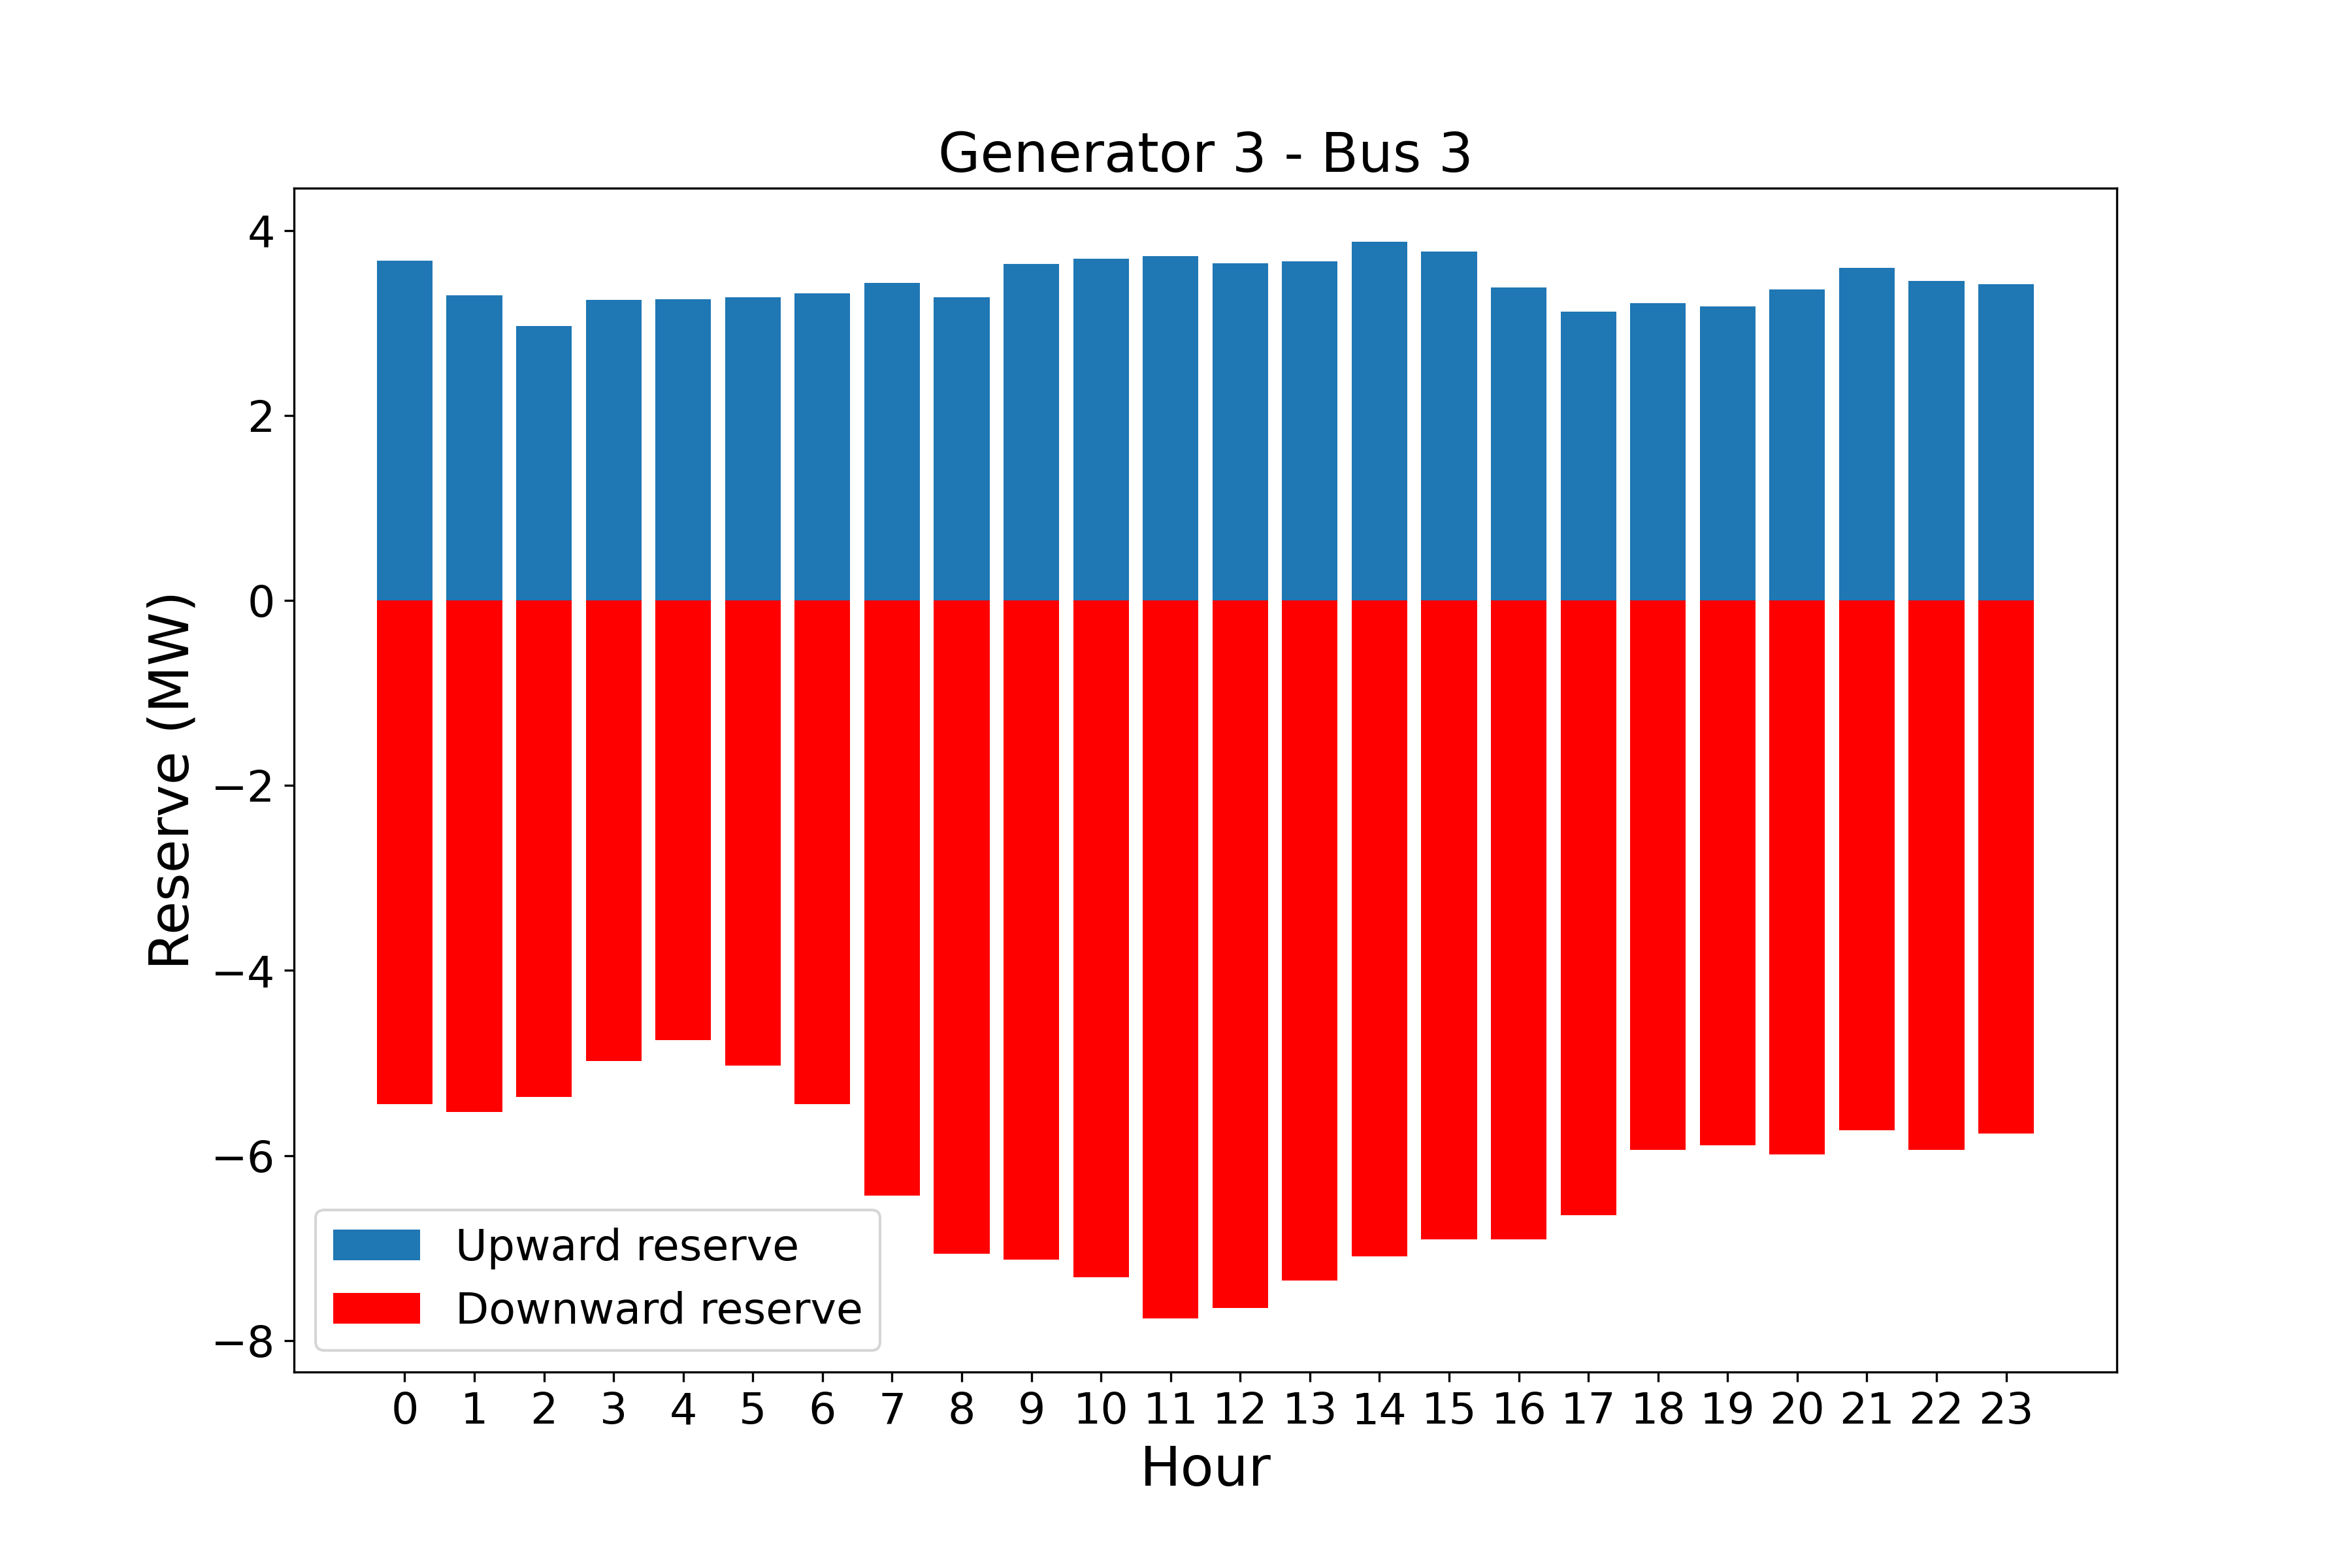 Generator 3 - Bus 3
Reserve (MW)
4
2
0
−2
−4
−6
−8
Upward reserve
Downward reserve
0 1 2 3 4 5 6 7 8 9 10 11 12 13 14 15 16 17 18 19 20 21 22 23
Hour